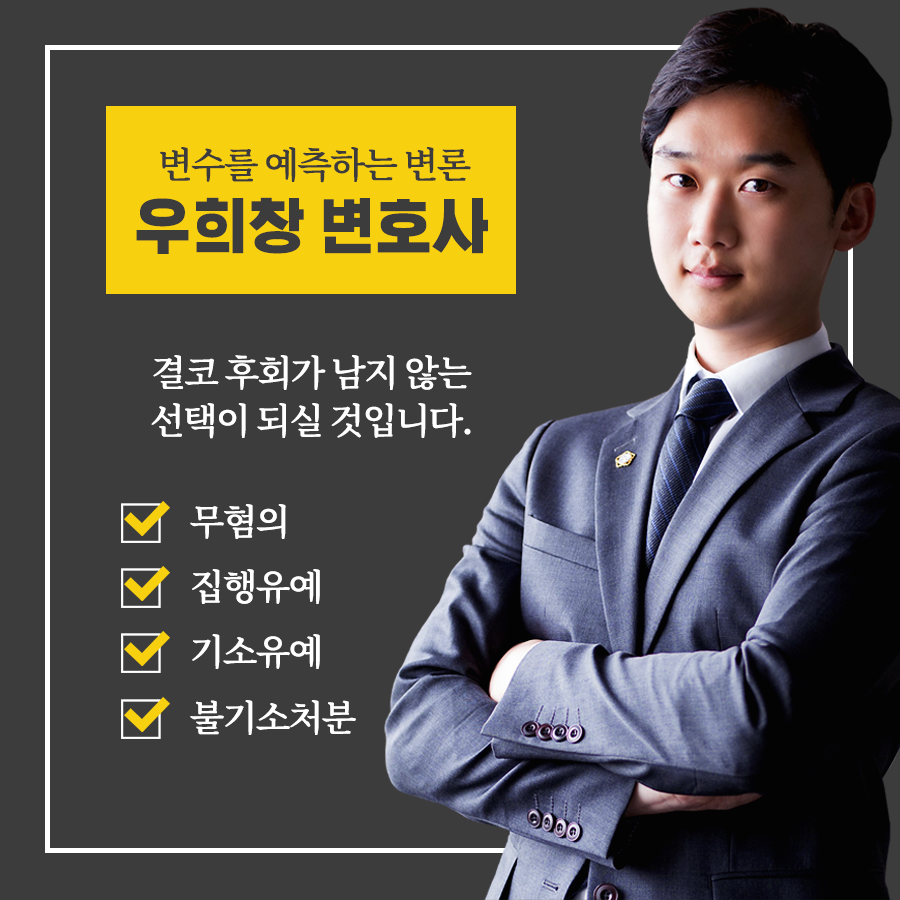 변수를 예측하는 변론
우희창 변호사
결코 후회가 남지 않는
선택이 되실 것입니다.
무혐의
집행유예
기소유예
불기소처분